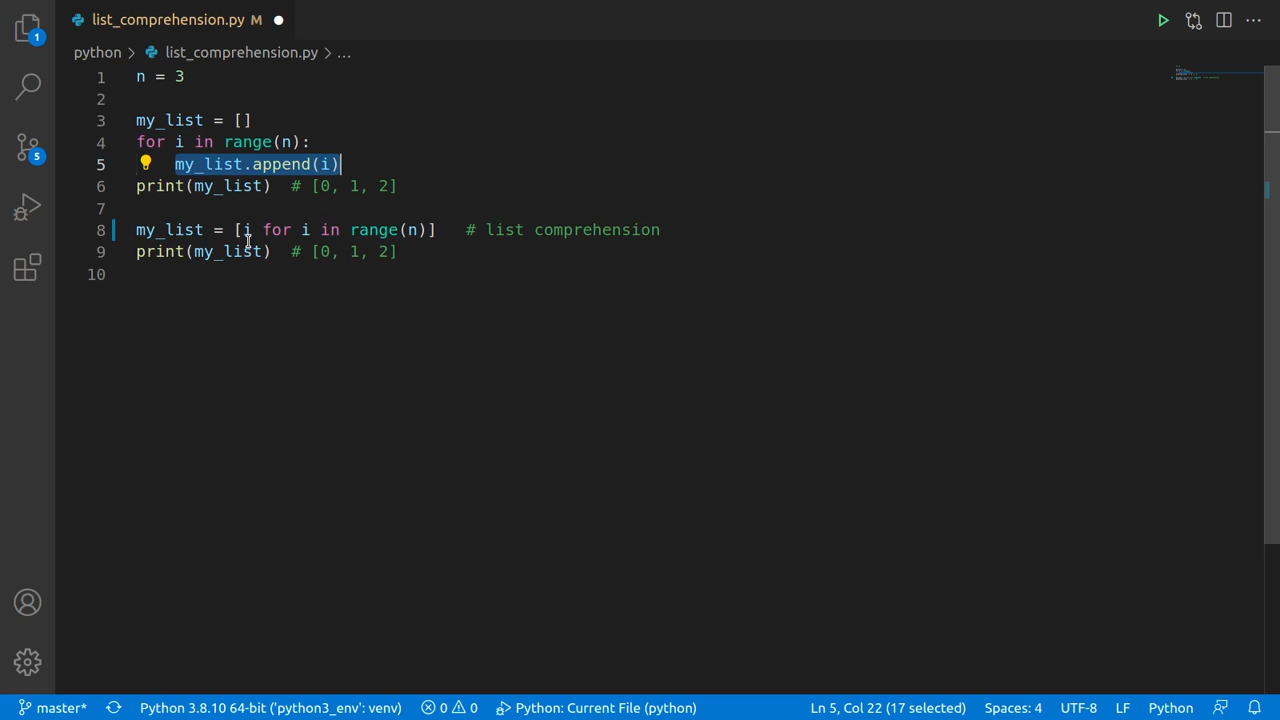 list_comprehension.py M
1
python > list_comprehension.py > ...
1 n = 3
2
3 my_list = []
4 for i in range(n):
5 my_list.append(i)
6 print(my_list)  # [0, 1, 2]
7
8 my_list = [i for i in range(n)]   # list comprehension
9 print(my_list)  # [0, 1, 2]
10
5
master* Python 3.8.10 64-bit ('python3_env': venv) 0 0 Python: Current File (python) Ln 5, Col 22 (17 selected) Spaces: 4 UTF-8 LF Python